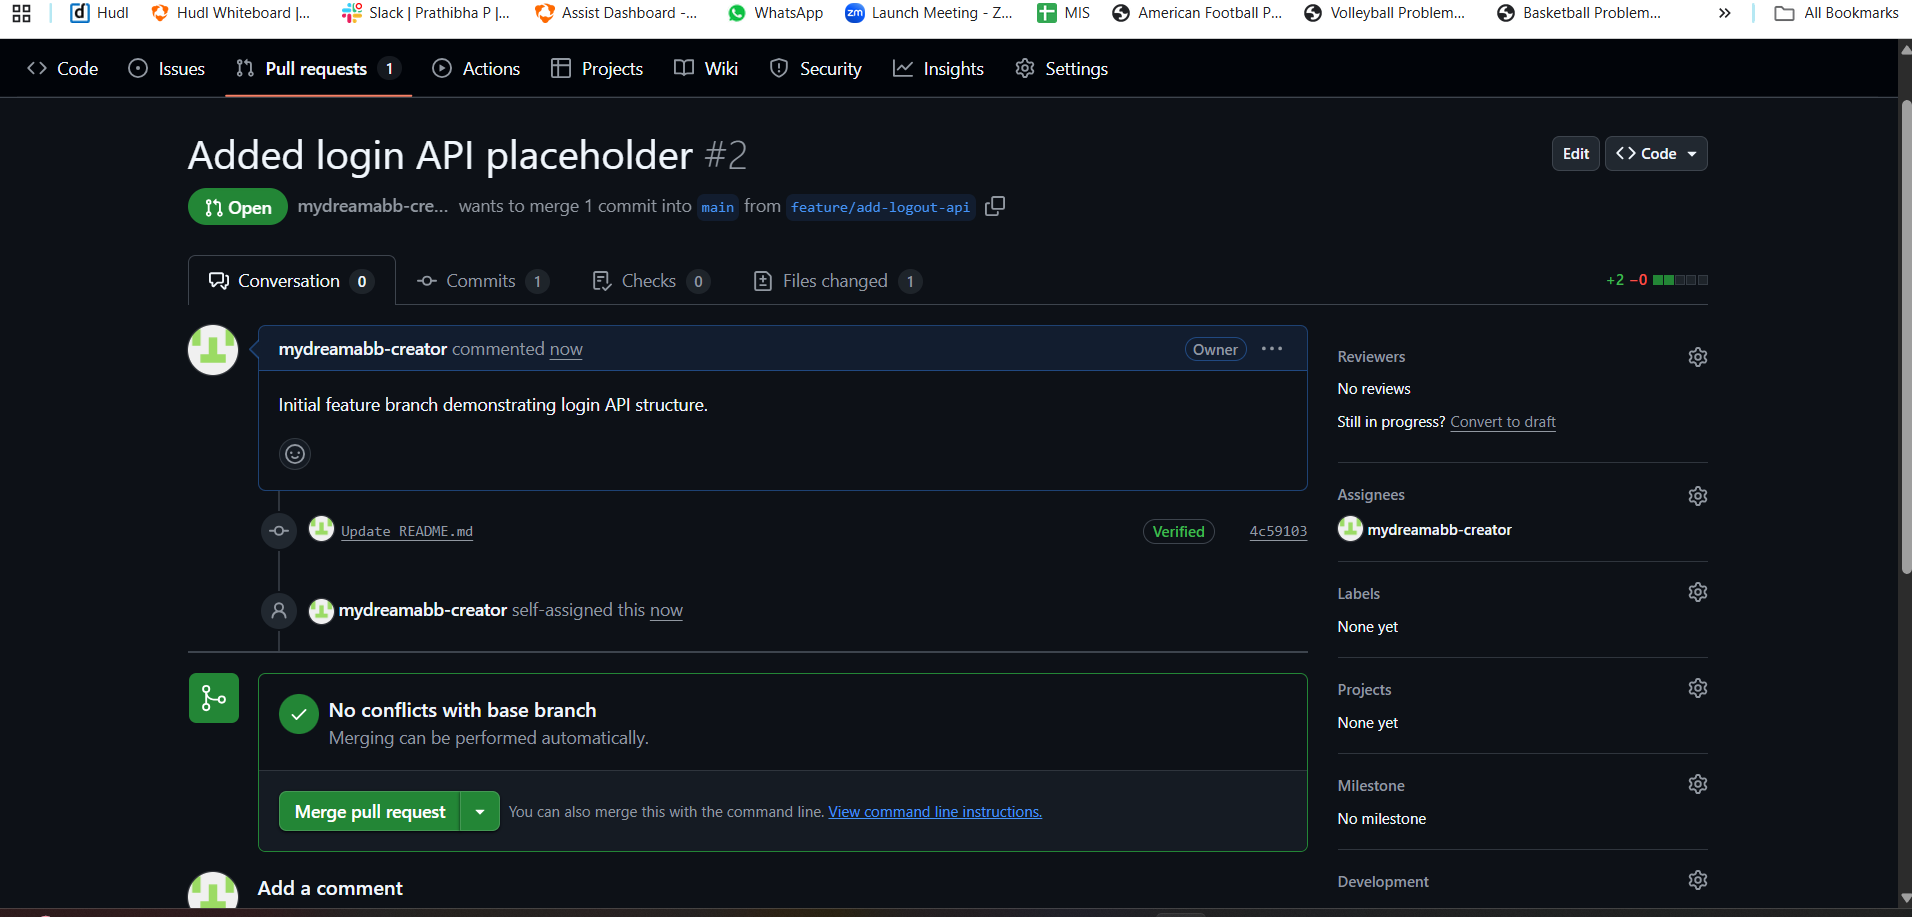 Hudl Hudl Whiteboard |... Slack | Prathibha P |... Assist Dashboard -... WhatsApp zm Launch Meeting - Z... MIS American Football P... Volleyball Problem... Basketball Problem... » All Bookmarks
Code Issues Pull requests 1 Actions Projects Wiki Security Insights Settings
Added login API placeholder #2
Edit <> Code
Open mydreamabb-cre... wants to merge 1 commit into main from feature/add-logout-api
Conversation 0 Commits 1 Checks 0 Files changed 1 +2 −0
mydreamabb-creator commented now Owner ...
Initial feature branch demonstrating login API structure.
Update README.md Verified 4c59103
mydreamabb-creator self-assigned this now
No conflicts with base branch
Merging can be performed automatically.
Merge pull request You can also merge this with the command line. View command line instructions.
Add a comment
Reviewers
No reviews
Still in progress? Convert to draft
Assignees
mydreamabb-creator
Labels
None yet
Projects
None yet
Milestone
No milestone
Development